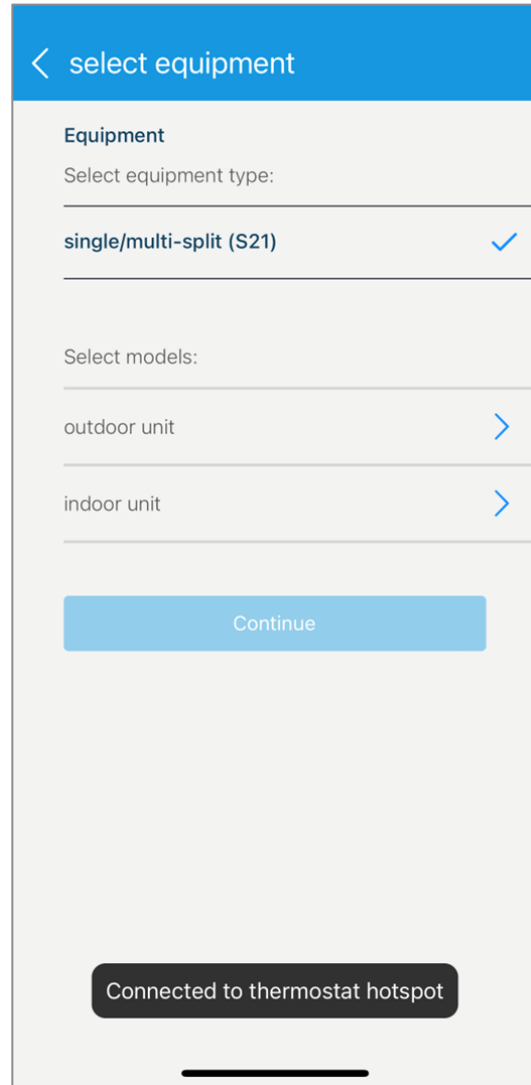 select equipment
Equipment
Select equipment type:
single/multi-split (S21)
Select models:
outdoor unit
indoor unit
Continue
Connected to thermostat hotspot